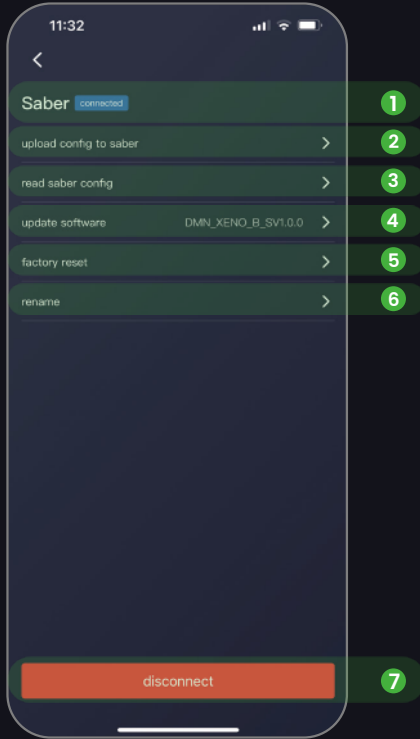 11:32
Saber connected 1
upload config to saber 2
read saber config 3
update software DMN_XENO_B_SV1.0.0 4
factory reset 5
rename 6
disconnect 7